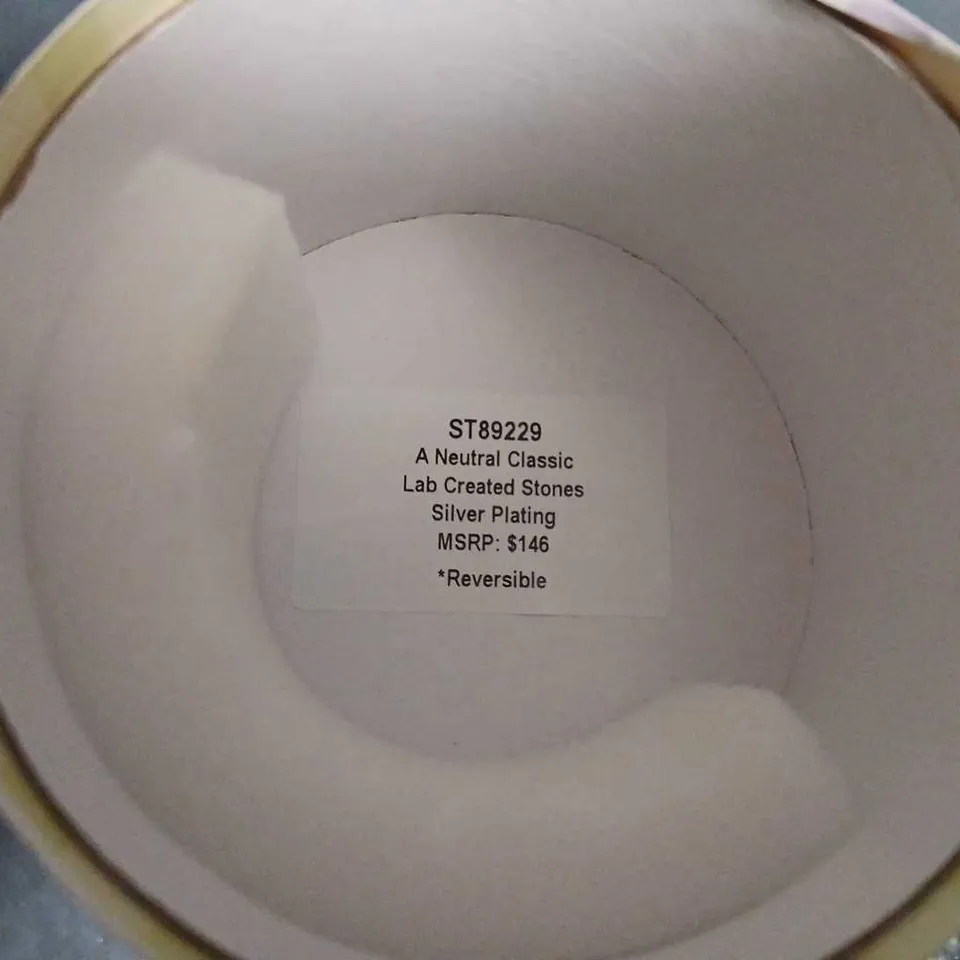 ST89229
A Neutral Classic
Lab Created Stones
Silver Plating
MSRP: $146
*Reversible